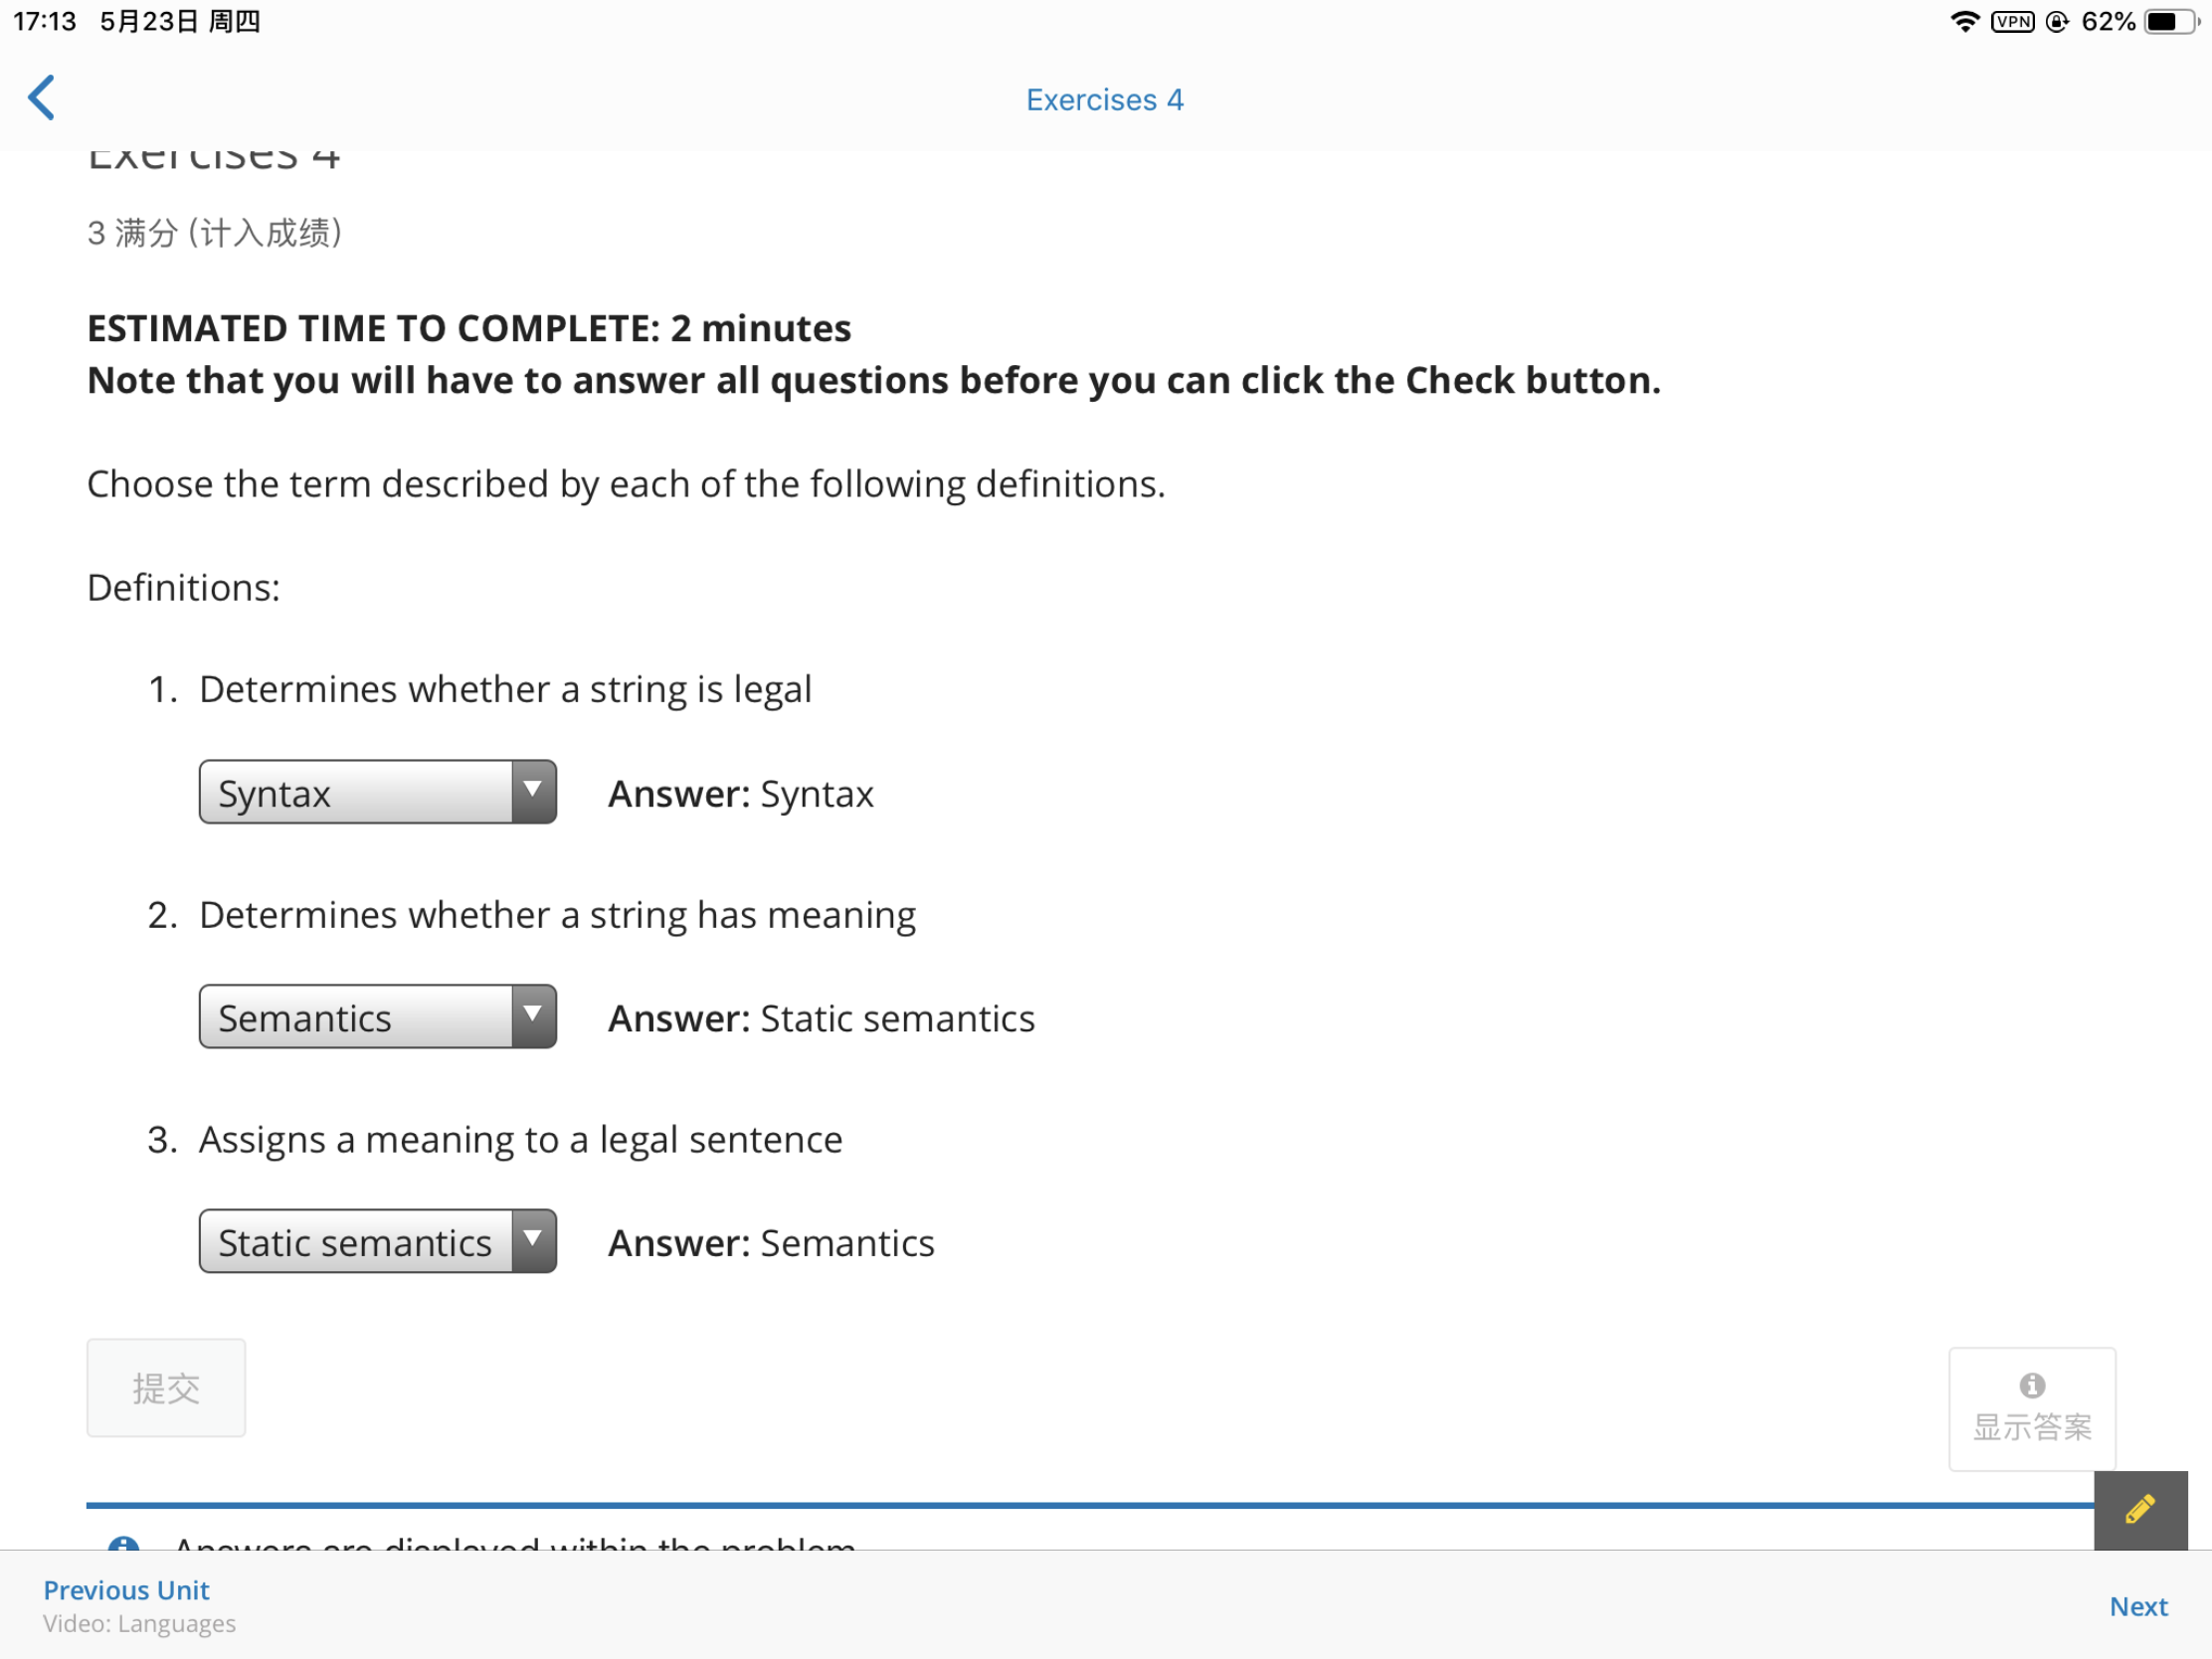 17:13 5月23日 周四
VPN 62%
Exercises 4
Exercises 4
3 满分 (计入成绩)
ESTIMATED TIME TO COMPLETE: 2 minutes
Note that you will have to answer all questions before you can click the Check button.
Choose the term described by each of the following definitions.
Definitions:
1. Determines whether a string is legal
Syntax Answer: Syntax
2. Determines whether a string has meaning
Semantics Answer: Static semantics
3. Assigns a meaning to a legal sentence
Static semantics Answer: Semantics
提交
显示答案
Answers are displayed within the problem
Previous Unit
Video: Languages
Next